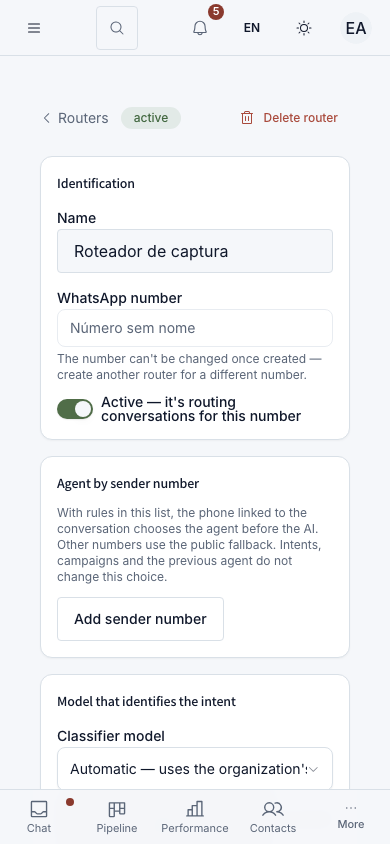 5
EN
EA
Routers
active
Delete router
Identification
Name
Roteador de captura
WhatsApp number
Número sem nome
The number can't be changed once created —
create another router for a different number.
Active — it's routing
conversations for this number
Agent by sender number
With rules in this list, the phone linked to the
conversation chooses the agent before the AI.
Other numbers use the public fallback. Intents,
campaigns and the previous agent do not
change this choice.
Add sender number
Model that identifies the intent
Classifier model
Automatic — uses the organization's
Chat
Pipeline
Performance
Contacts
More